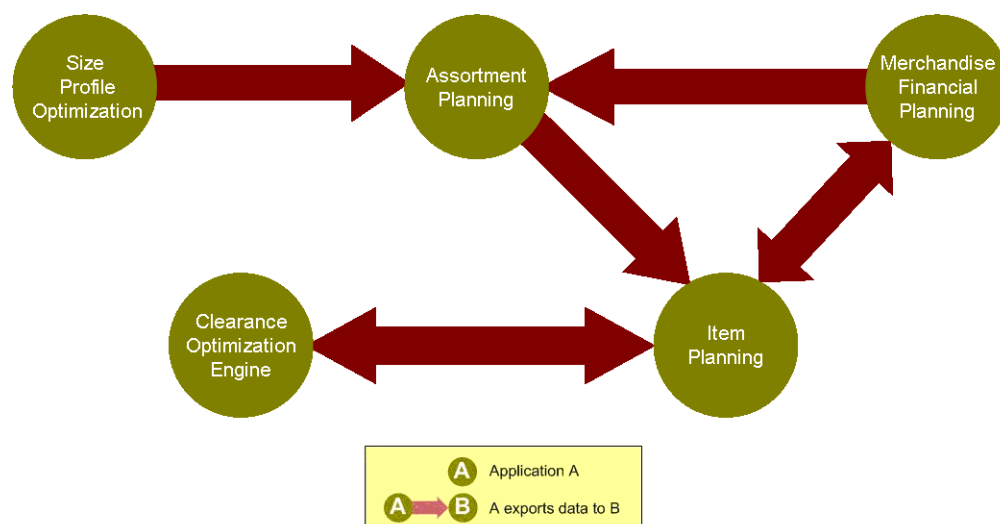 Size
Profile
Optimization
Assortment
Planning
Merchandise
Financial
Planning
Clearance
Optimization
Engine
Item
Planning
A Application A
A B A exports data to B